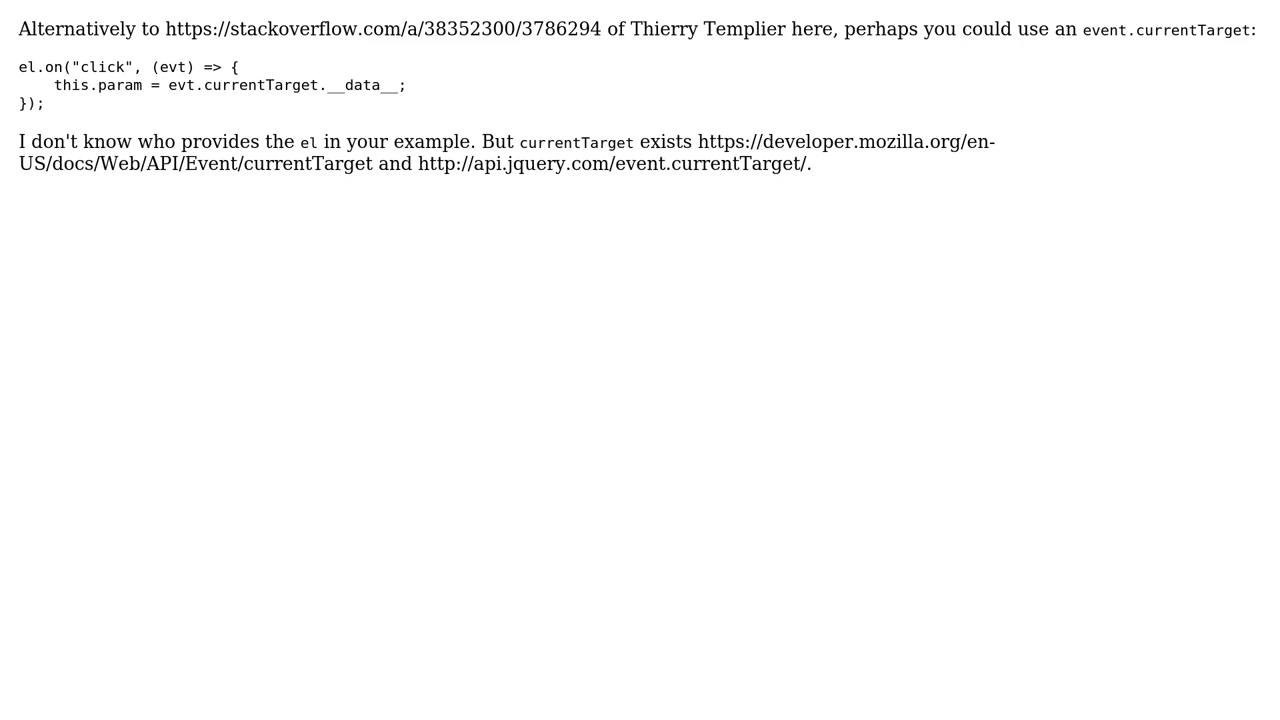 Alternatively to https://stackoverflow.com/a/38352300/3786294 of Thierry Templier here, perhaps you could use an event.currentTarget:
el.on("click", (evt) => {
    this.param = evt.currentTarget.__data__;
});
I don't know who provides the el in your example. But currentTarget exists https://developer.mozilla.org/en-
US/docs/Web/API/Event/currentTarget and http://api.jquery.com/event.currentTarget/.